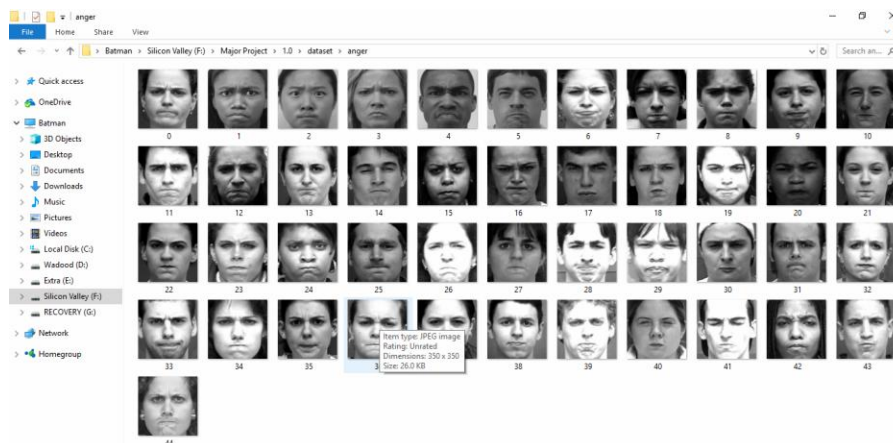 anger
File Home Share View
Batman > Silicon Valley (F:) > Major Project > 1.0 > dataset > anger
Search an...
Quick access
OneDrive
Batman
3D Objects
Desktop
Documents
Downloads
Music
Pictures
Videos
Local Disk (C:)
Wadood (D:)
Extra (E:)
Silicon Valley (F:)
RECOVERY (G:)
Network
Homegroup
0 1 2 3 4 5 6 7 8 9 10
11 12 13 14 15 16 17 18 19 20 21
22 23 24 25 26 27 28 29 30 31 32
33 34 35 38 39 40 41 42 43
Item type: JPEG image
Rating: Unrated
Dimensions: 350 x 350
Size: 26.0 KB
44